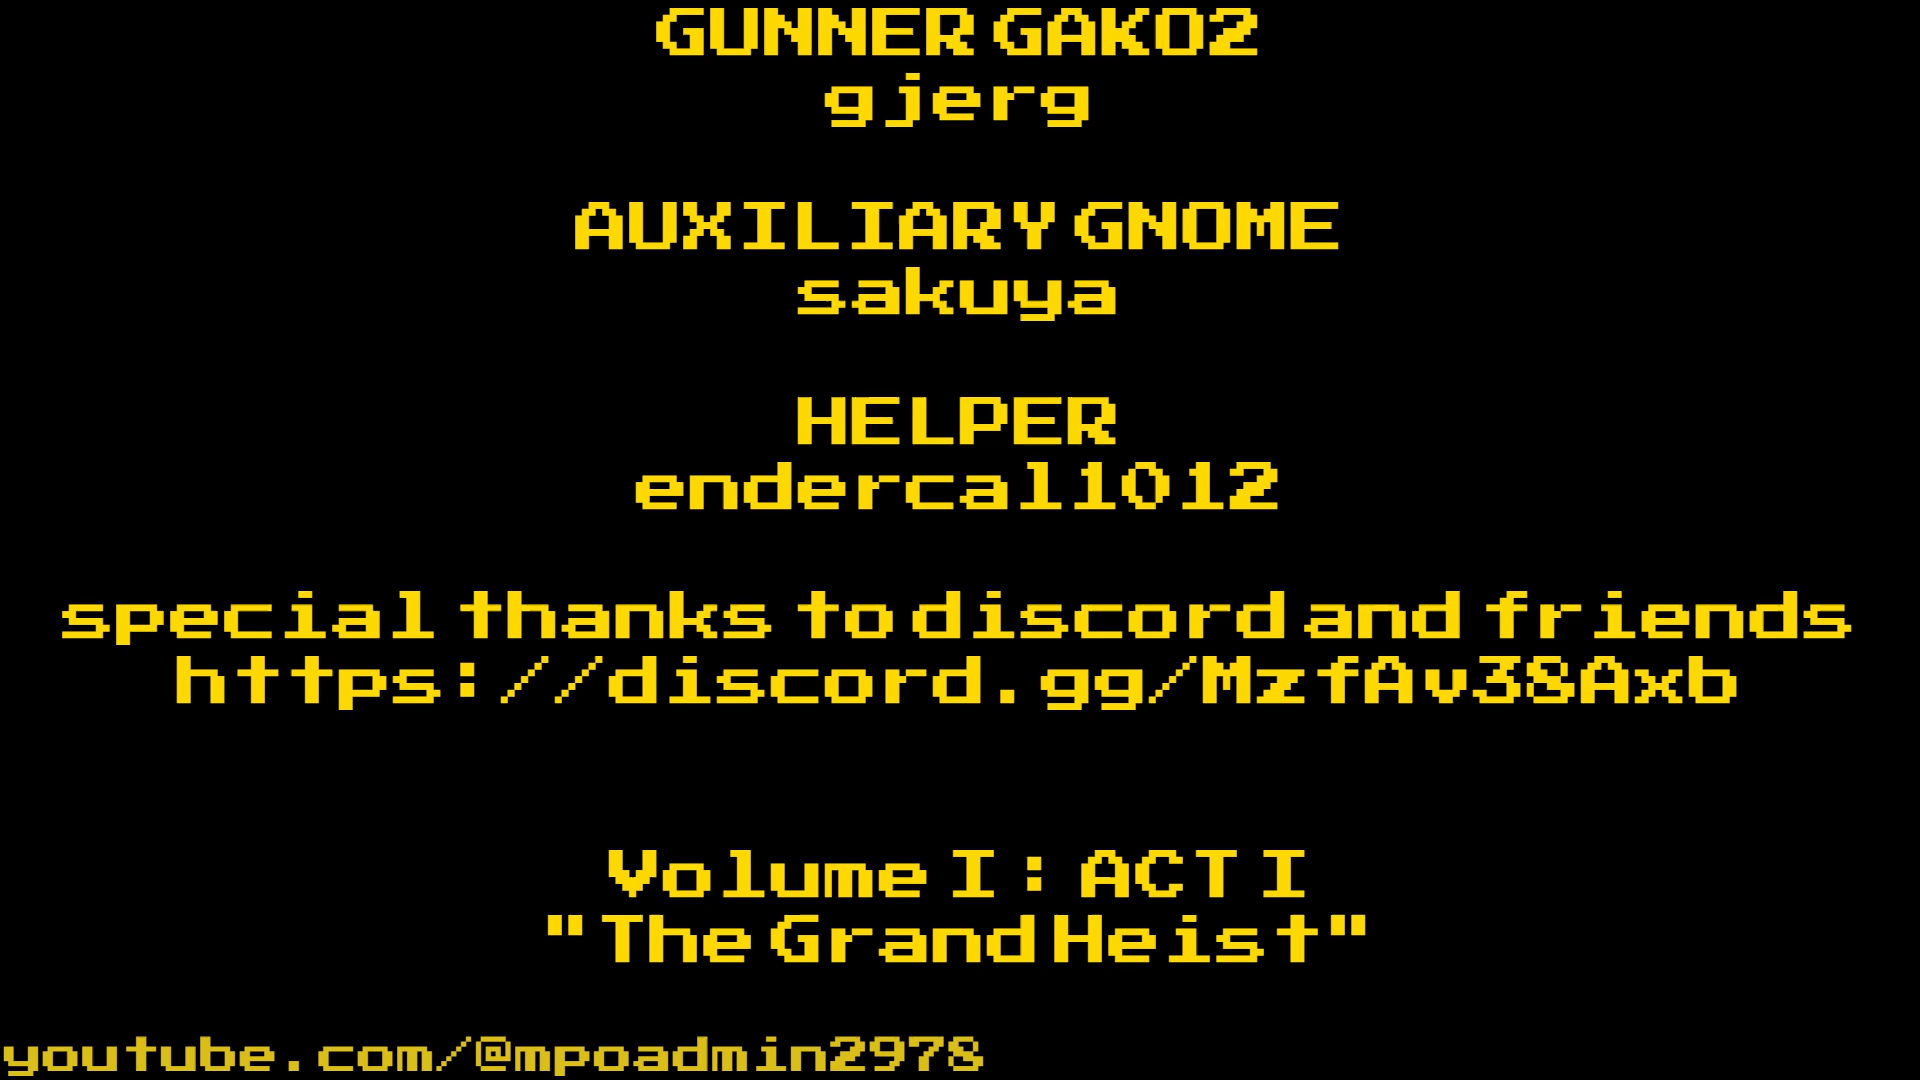 GUNNER GAKO2
gjerg
AUXILIARY GNOME
sakuya
HELPER
endercal1012
special thanks to discord and friends
https://discord.gg/MzfAv38Axb
Volume I: ACT I
"The Grand Heist"
youtube.com/@mpoadmin2978